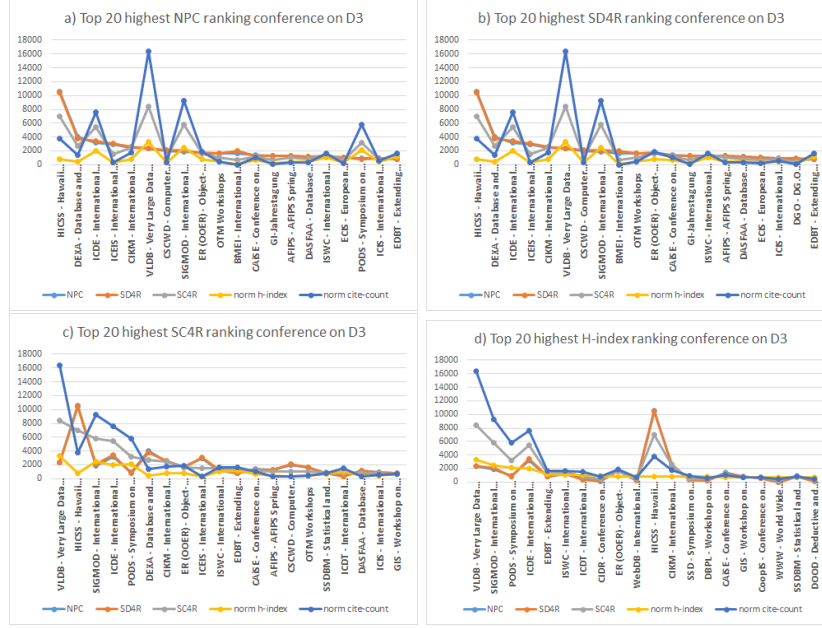 a) Top 20 highest NPC ranking conference on D3
18000
16000
14000
12000
10000
8000
6000
4000
2000
0
HICSS - Hawaii...
DEXA - Database and...
ICDE - International...
ICEIS - International...
CIKM - International...
VLDB - Very Large Data...
CSCWD - Computer...
SIGMOD - International...
ER (OOER) - Object-...
OTM Workshops
BMEI - International...
CAiSE - Conference on...
GI-Jahrestagung
AFIPS - AFIPS Spring...
DASFAA - Database...
ISWC - International...
ECIS - European...
PODS - Symposium on...
ICIS - International...
EDBT - Extending...
NPC
SD4R
SC4R
norm h-index
norm cite-count
b) Top 20 highest SD4R ranking conference on D3
18000
16000
14000
12000
10000
8000
6000
4000
2000
0
HICSS - Hawaii...
DEXA - Database and...
ICDE - International...
ICEIS - International...
CIKM - International...
VLDB - Very Large Data...
CSCWD - Computer...
SIGMOD - International...
BMEI - International...
OTM Workshops
ER (OOER) - Object-...
CAiSE - Conference on...
GI-Jahrestagung
ISWC - International...
AFIPS - AFIPS Spring...
DASFAA - Database...
ECIS - European...
ICIS - International...
DGO - DG.O...
EDBT - Extending...
NPC
SD4R
SC4R
norm h-index
norm cite-count
c) Top 20 highest SC4R ranking conference on D3
18000
16000
14000
12000
10000
8000
6000
4000
2000
0
VLDB - Very Large Data...
HICSS - Hawaii...
SIGMOD - International...
ICDE - International...
PODS - Symposium on...
DEXA - Database and...
CIKM - International...
ER (OOER) - Object-...
ICEIS - International...
ISWC - International...
EDBT - Extending...
CAiSE - Conference on...
AFIPS - AFIPS Spring...
CSCWD - Computer...
OTM Workshops
SSDBM - Statistical and...
ICDT - International...
DASFAA - Database...
ICIS - International...
GIS - Workshop on...
NPC
SD4R
SC4R
norm h-index
norm cite-count
d) Top 20 highest H-index ranking conference on D3
18000
16000
14000
12000
10000
8000
6000
4000
2000
0
VLDB - Very Large Data...
SIGMOD - International...
PODS - Symposium on...
ICDE - International...
EDBT - Extending...
ISWC - International...
ICDT - International...
CIDR - Conference on...
ER (OOER) - Object-...
WebDB - International...
HICSS - Hawaii...
CIKM - International...
SSD - Symposium on...
DBPL - Workshop on...
CAiSE - Conference on...
GIS - Workshop on...
CoopIS - Conference on...
WWW - World Wide...
SSDBM - Statistical and...
DOOD - Deductive and...
NPC
SD4R
SC4R
norm h-index
norm cite-count